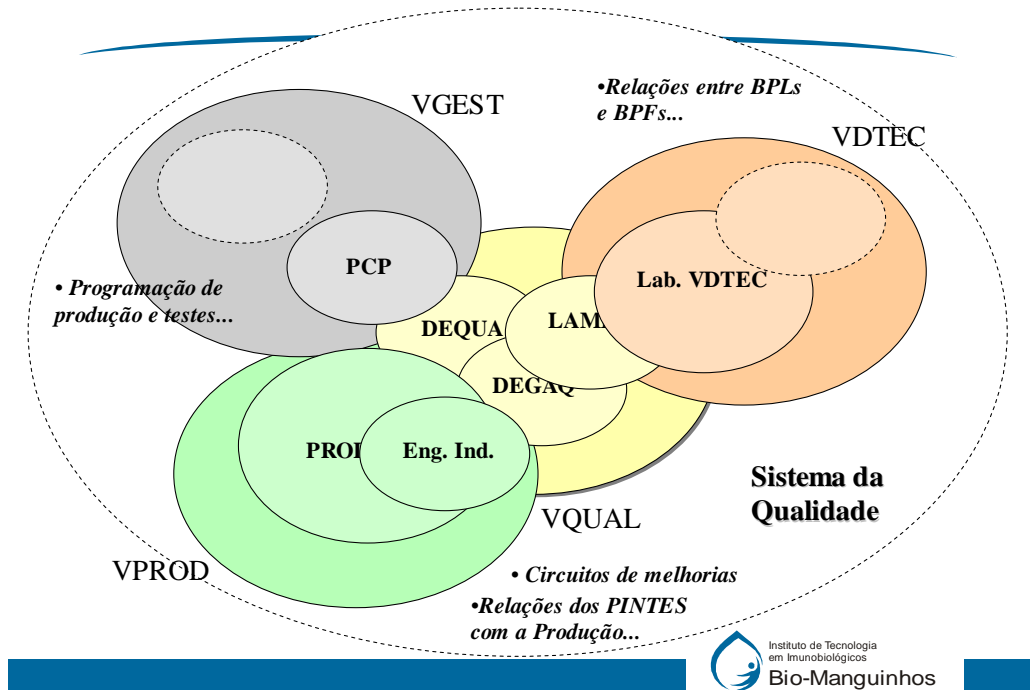 VGEST
•Relações entre BPLs
e BPFs...
VDTEC
PCP
Lab. VDTEC
• Programação de
produção e testes...
DEQUA
DEGAQ
Eng. Ind.
Sistema da
Qualidade
VQUAL
VPROD
• Circuitos de melhorias
•Relações dos PINTES
com a Produção...
Instituto de Tecnologia
em Imunobiológicos
Bio-Manguinhos